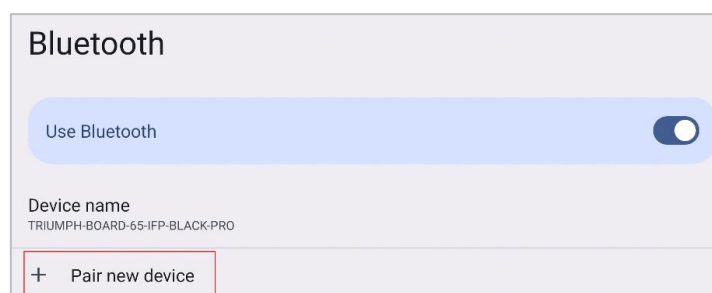 Bluetooth
Use Bluetooth
Device name
TRIUMPH-BOARD-65-IFP-BLACK-PRO
+ Pair new device